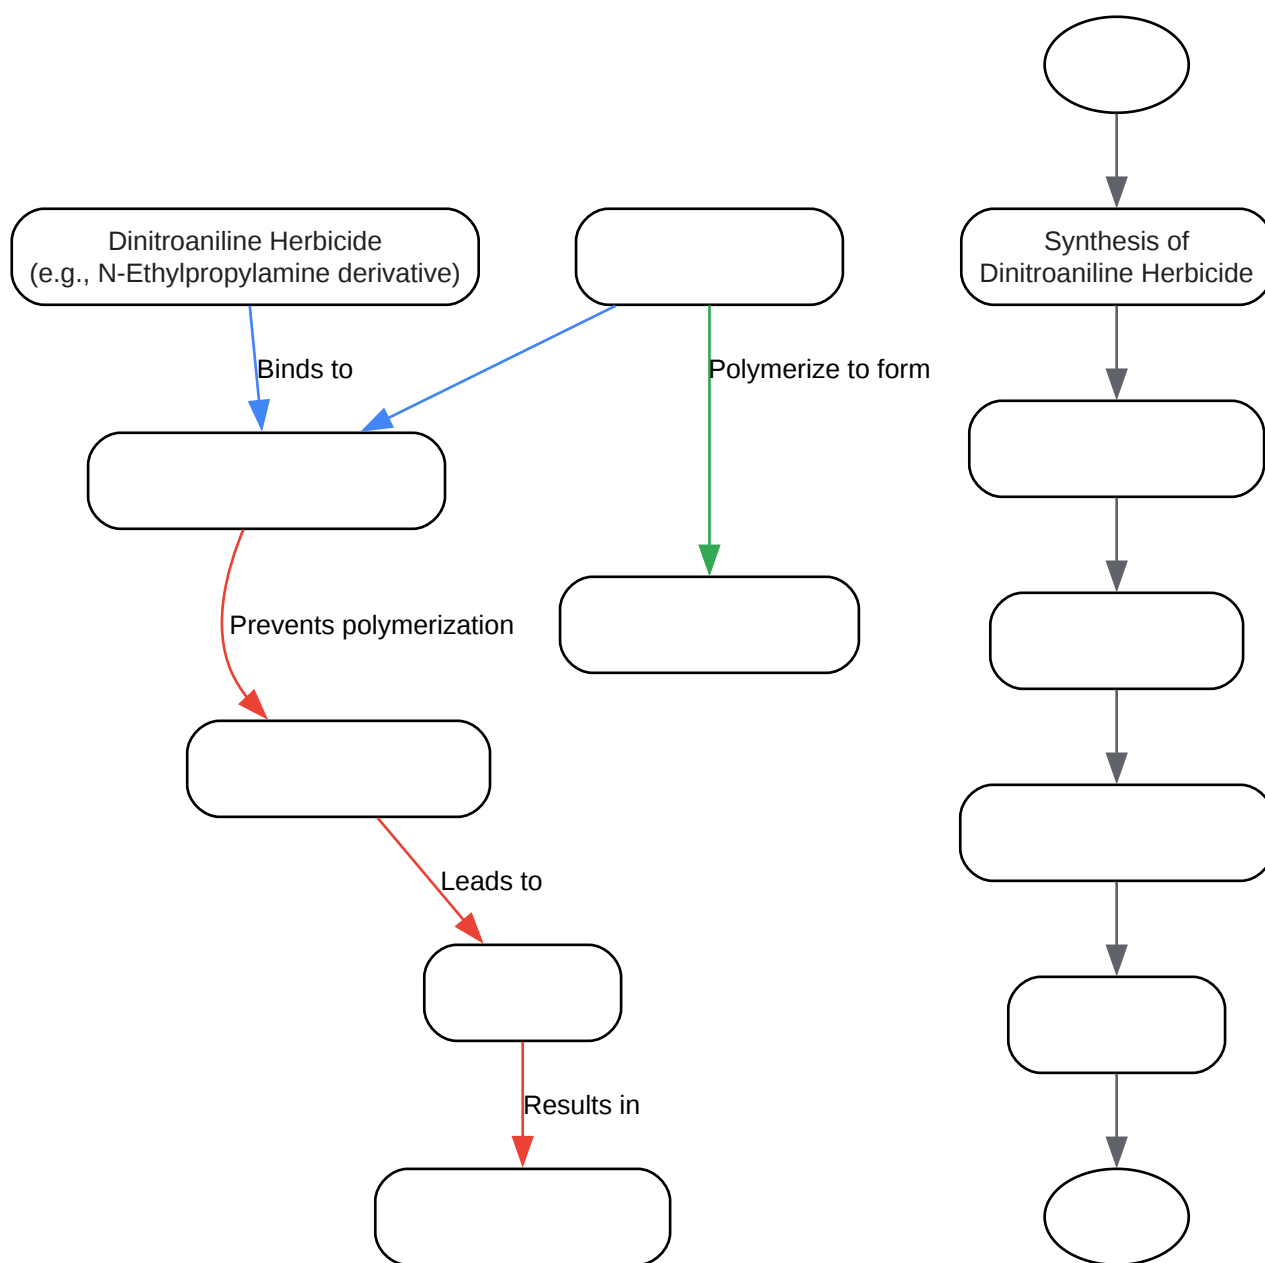 Dinitroaniline Herbicide
(e.g., N-Ethylpropylamine derivative)
Synthesis of
Dinitroaniline Herbicide
Binds to
Polymerize to form
Prevents polymerization
Leads to
Results in